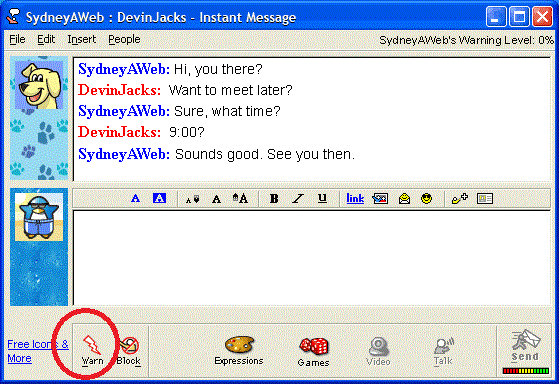 SydneyAWeb : DevinJacks - Instant Message
File Edit Insert People SydneyAWeb's Warning Level: 0%
SydneyAWeb: Hi, you there?
DevinJacks: Want to meet later?
SydneyAWeb: Sure, what time?
DevinJacks: 9:00?
SydneyAWeb: Sounds good. See you then.
A A A A A B I U link
Free Icons & More
Warn Block Expressions Games Video Talk Send